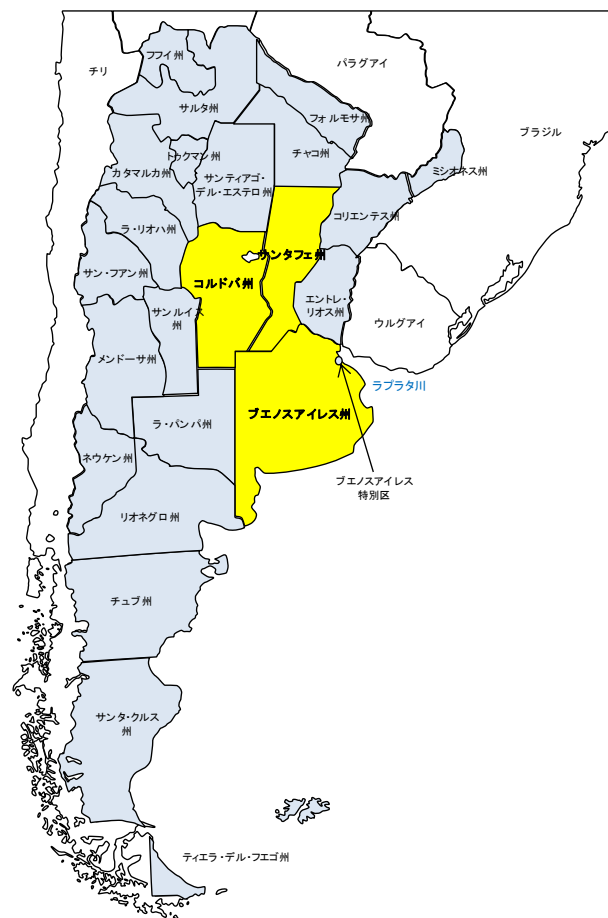 フフイ州
チリ
パラグアイ
サルタ州
フォルモサ州
ブラジル
トゥクマン
州
チャコ州
カタマルカ州
サンティアゴ・
デル・エステロ州
ミシオネス州
コリエンテス州
ラ・リオハ州
サンタフェ州
サン・フアン州
コルドバ州
エントレ・
リオス州
サンルイス
州
ウルグアイ
メンドーサ州
ラプラタ川
ブエノスアイレス州
ラ・パンパ州
ネウケン州
ブエノスアイレス
特別区
リオネグロ州
チュブ州
サンタ・クルス
州
ティエラ・デル・フエゴ州